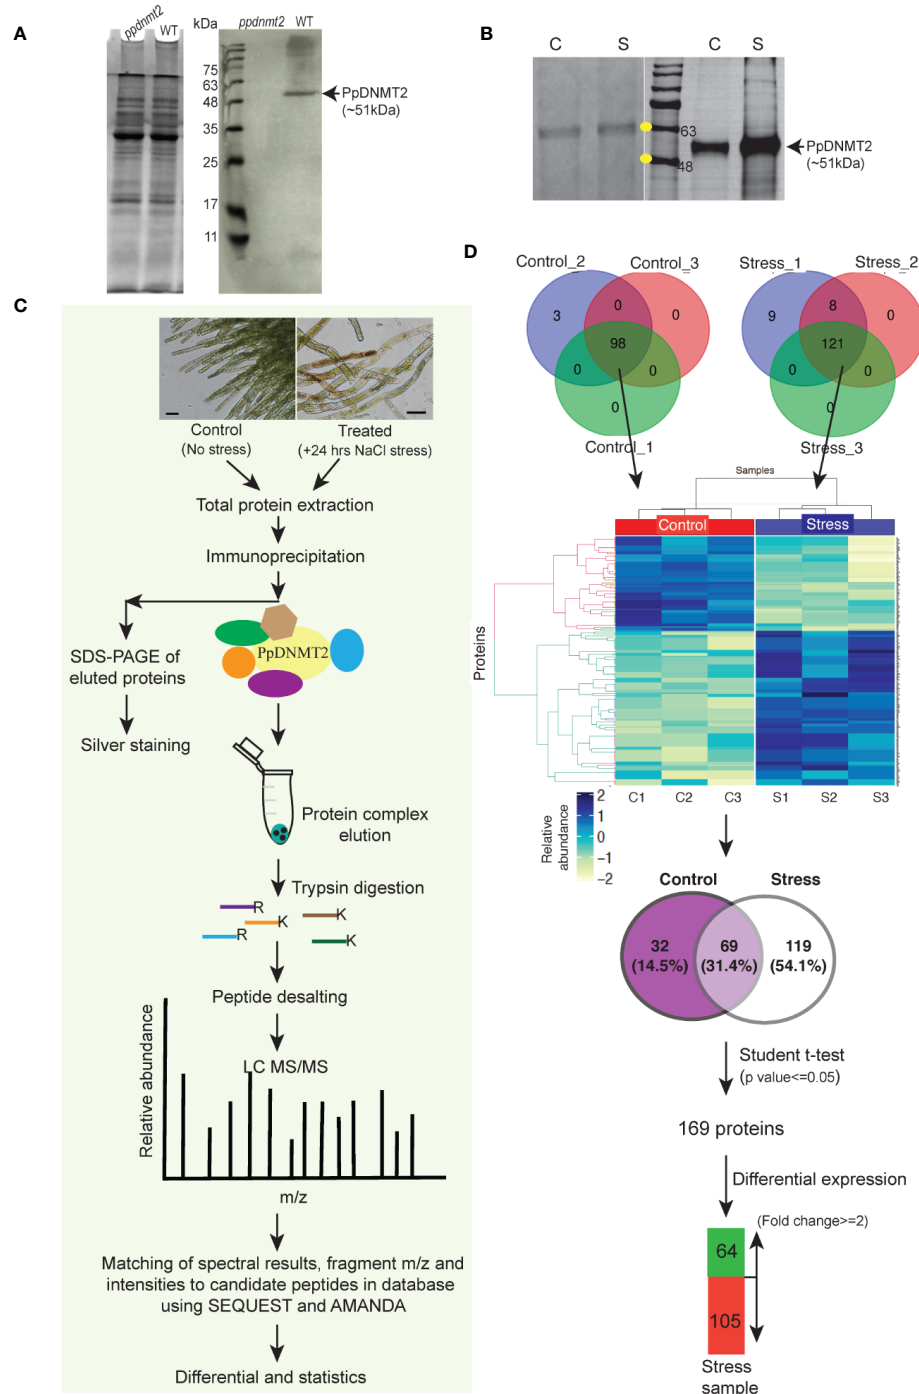 A
ppdnmt2 WT
kDa
ppdnmt2 WT
75
63
48
35
25
17
11
PpDNMT2
(~51kDa)
B
C S C S
63
48
PpDNMT2
(~51kDa)
C
Control
(No stress)
Treated
(+24 hrs NaCl stress)
Total protein extraction
Immunoprecipitation
PpDNMT2
SDS-PAGE of
eluted proteins
Silver staining
Protein complex
elution
Trypsin digestion
R
K
K
R
K
Peptide desalting
LC MS/MS
Relative abundance
m/z
Matching of spectral results, fragment m/z and
intensities to candidate peptides in database
using SEQUEST and AMANDA
Differential and statistics
D
Control_2
Control_3
3
0
0
98
0
0
0
Control_1
Stress_1
Stress_2
9
8
0
121
0
0
0
Stress_3
Samples
Control
Stress
Proteins
C1 C2 C3 S1 S2 S3
Relative
abundance
2
1
0
−1
−2
Control
Stress
32
(14.5%)
69
(31.4%)
119
(54.1%)
Student t-test
(p value<=0.05)
169 proteins
Differential expression
(Fold change>=2)
64
105
Stress
sample